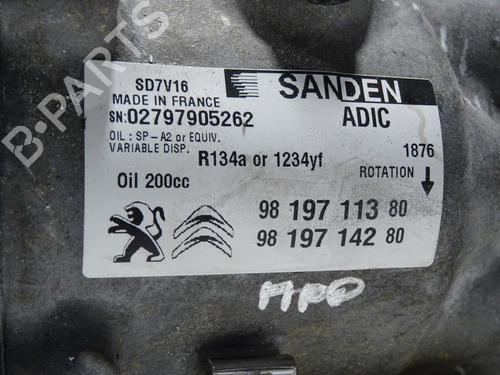 SD7V16
SANDEN
MADE IN FRANCE
SN:02797905262
ADIC
OIL : SP-A2 or EQUIV.
VARIABLE DISP.
R134a or 1234yf
1876
Oil 200cc
ROTATION
98 197 113 80
98 197 142 80
B-PARTS